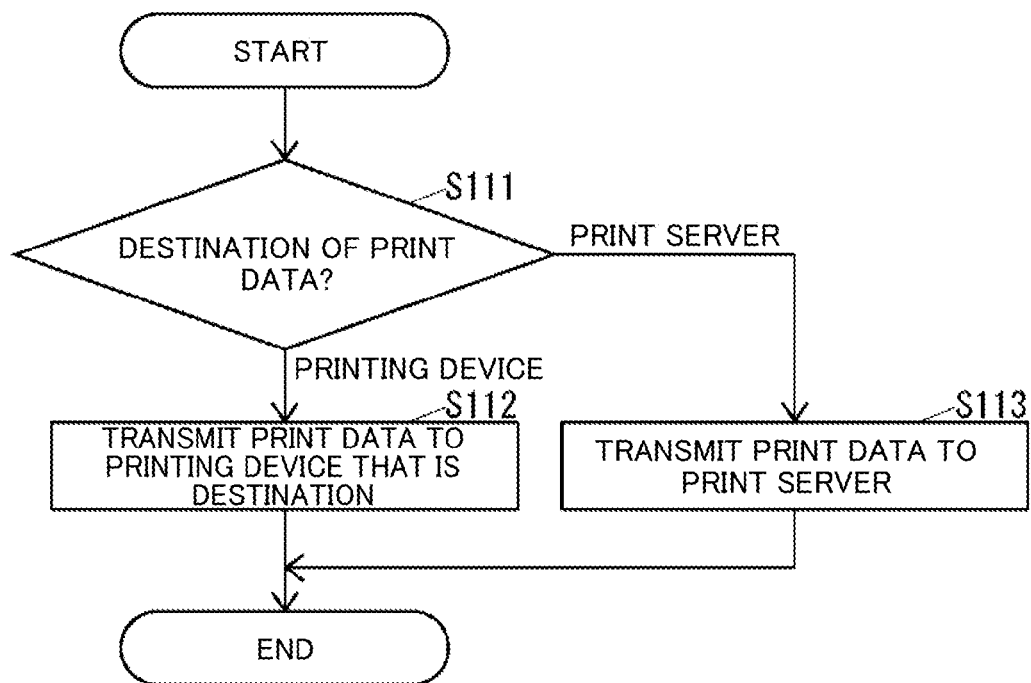 START
S111
DESTINATION OF PRINT
DATA?
PRINT SERVER
PRINTING DEVICE
S112
TRANSMIT PRINT DATA TO
PRINTING DEVICE THAT IS
DESTINATION
S113
TRANSMIT PRINT DATA TO
PRINT SERVER
END